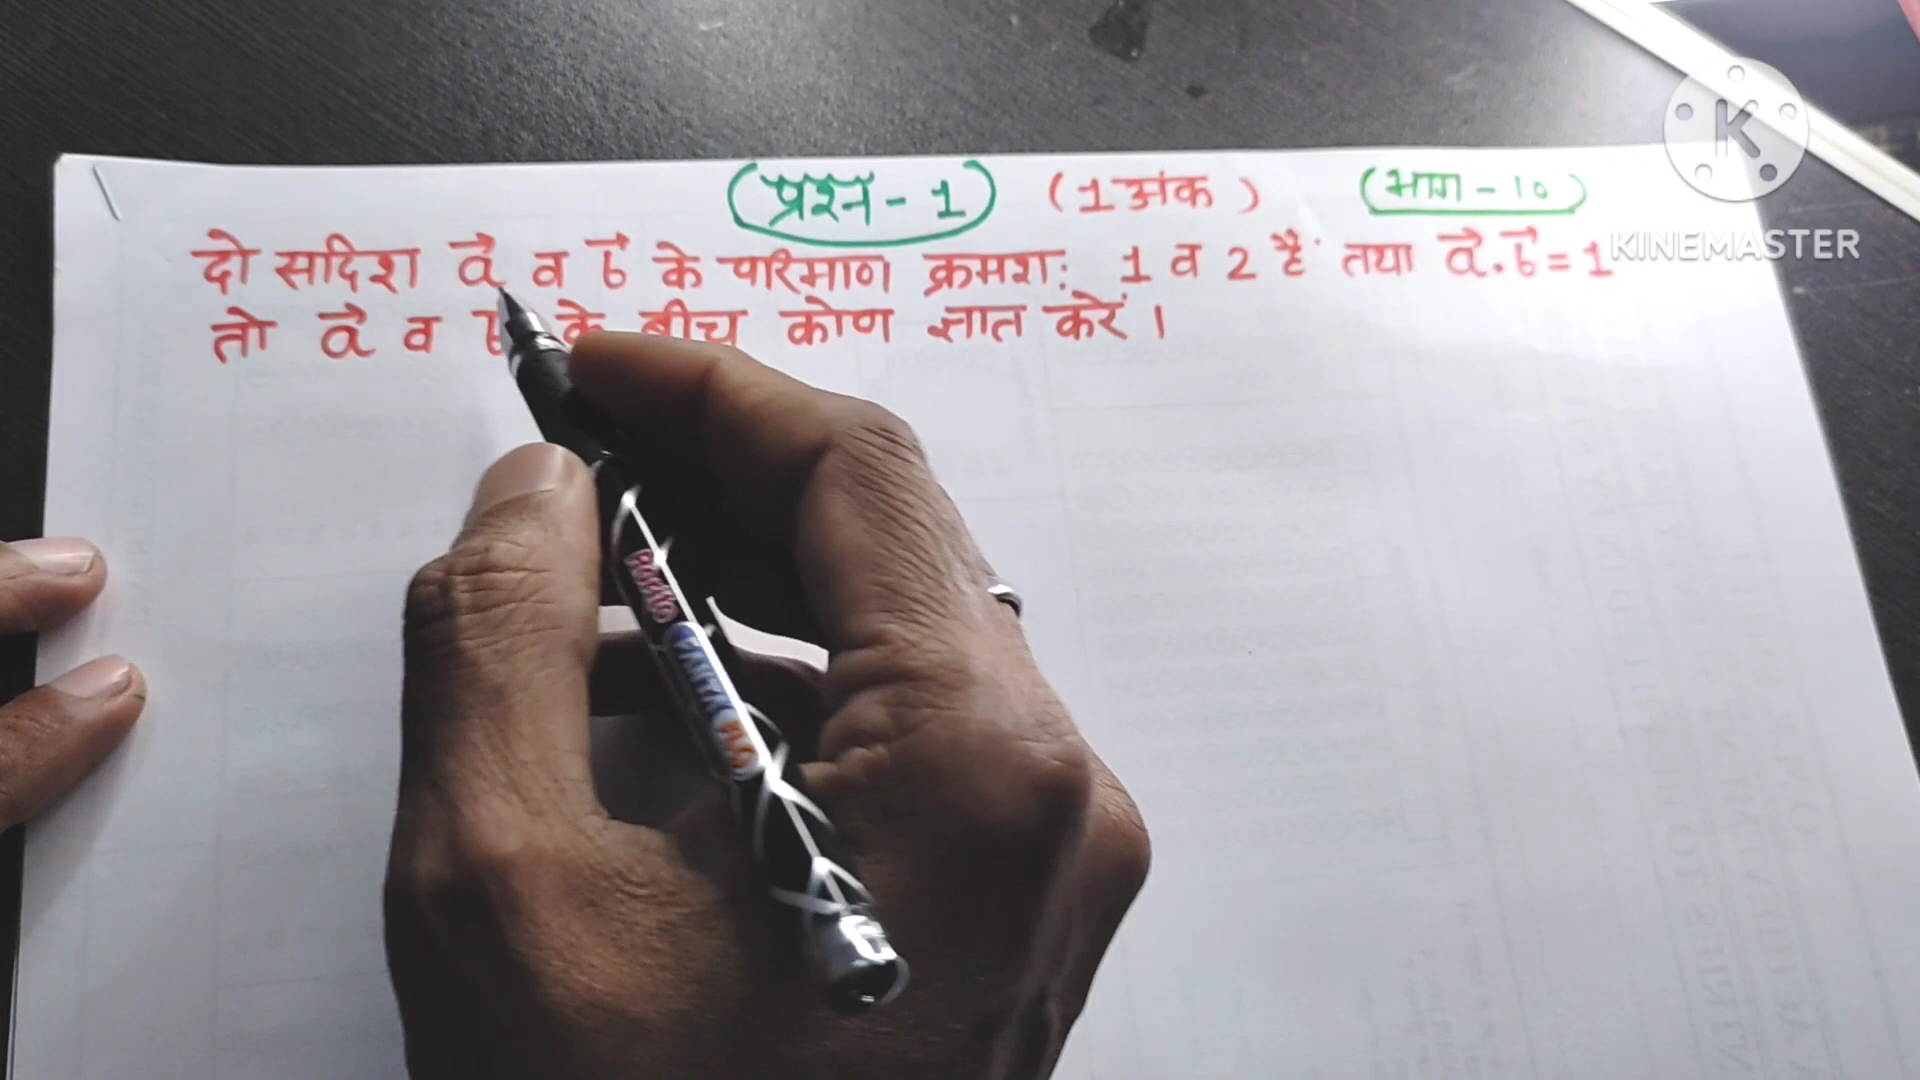 (प्रश्न - 1) (1 अंक) (भाग - 10)
दो सदिश a⃗ व b⃗ के परिमाण क्रमशः 1 व 2 है तथा a⃗.b⃗ = 1
तो a⃗ व b⃗ के बीच कोण ज्ञात करें ।
K
KINEMASTER